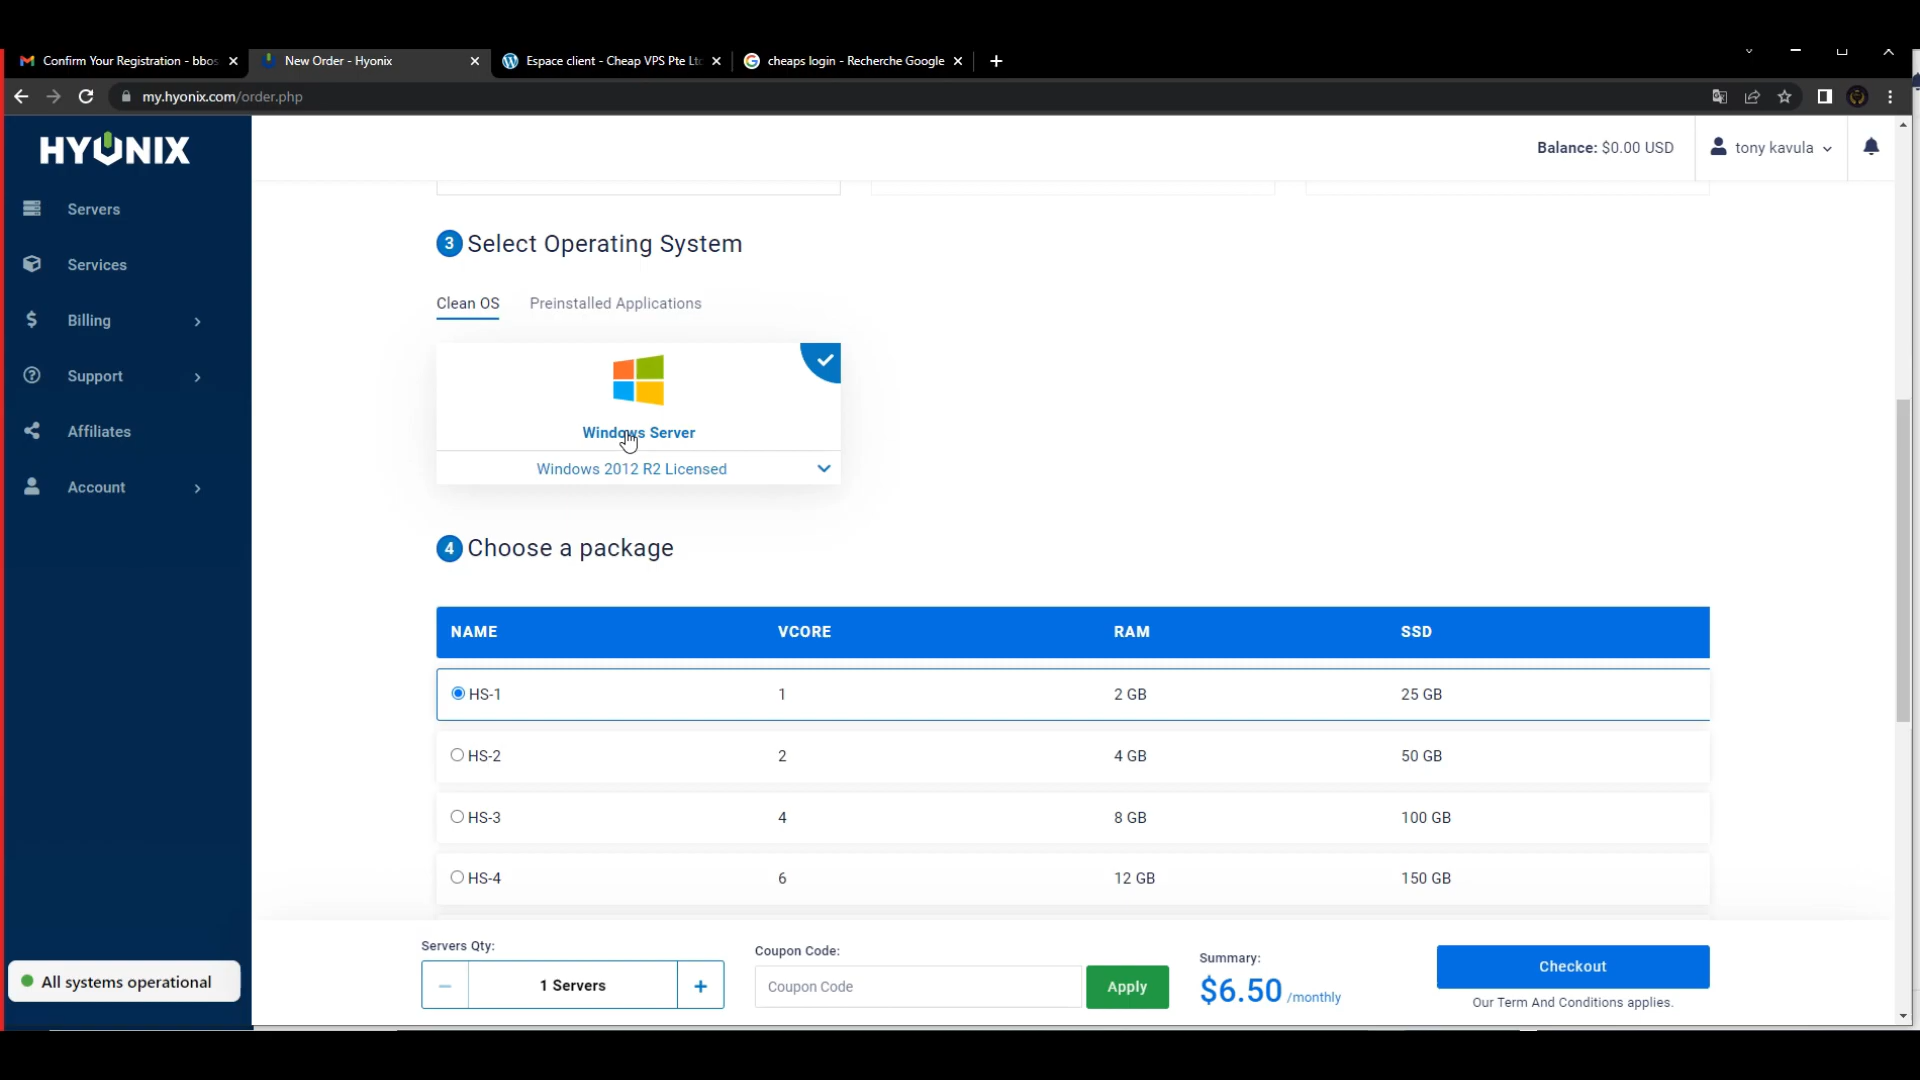 Confirm Your Registration - bbos
New Order - Hyonix
Espace client - Cheap VPS Pte Ltd
cheaps login - Recherche Google
my.hyonix.com/order.php
HYONIX
Balance: $0.00 USD
tony kavula
Servers
Services
Billing
Support
Affiliates
Account
All systems operational
3 Select Operating System
Clean OS Preinstalled Applications
Windows Server
Windows 2012 R2 Licensed
4 Choose a package
NAME VCORE RAM SSD
HS-1 1 2 GB 25 GB
HS-2 2 4 GB 50 GB
HS-3 4 8 GB 100 GB
HS-4 6 12 GB 150 GB
Servers Qty:
− 1 Servers +
Coupon Code:
Coupon Code
Apply
Summary:
$6.50 /monthly
Checkout
Our Term And Conditions applies.